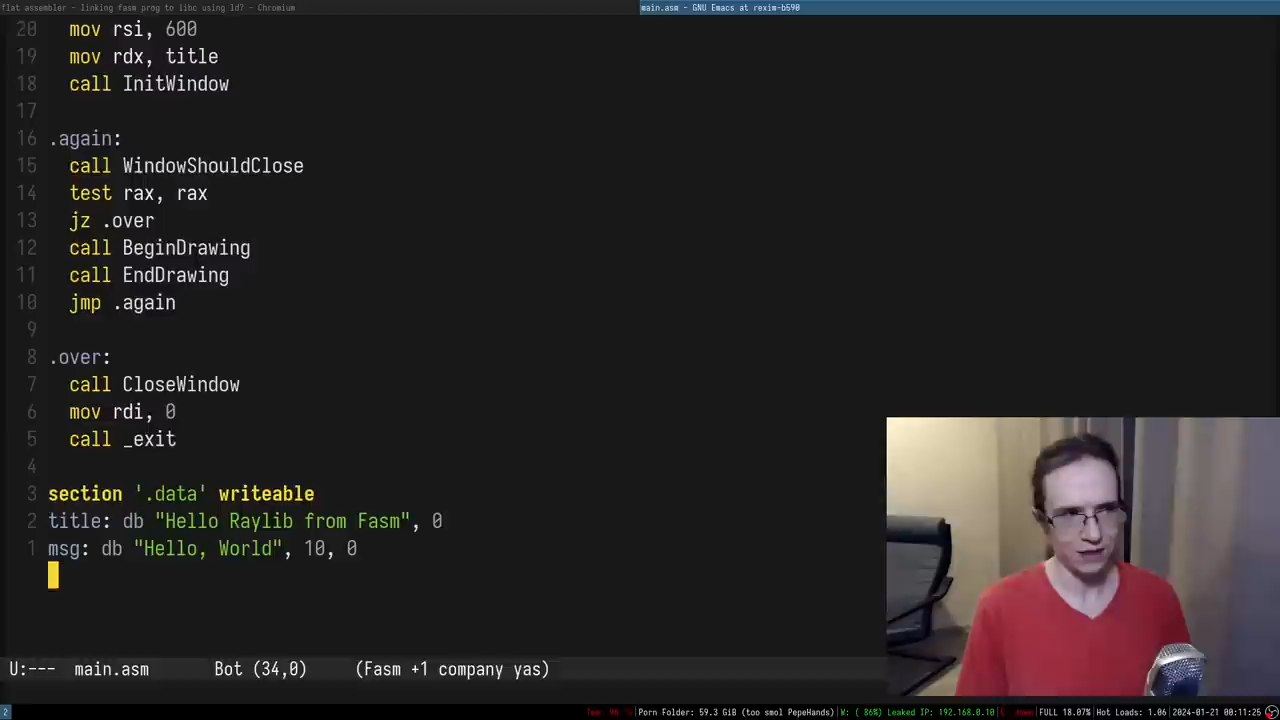 flat assembler - linking fasm prog to libc using ld? - Chromium
main.asm - GNU Emacs at rexim-b590
20 mov rsi, 600
19 mov rdx, title
18 call InitWindow
17
16 .again:
15 call WindowShouldClose
14 test rax, rax
13 jz .over
12 call BeginDrawing
11 call EndDrawing
10 jmp .again
9
8 .over:
7 call CloseWindow
6 mov rdi, 0
5 call _exit
4
3 section '.data' writeable
2 title: db "Hello Raylib from Fasm", 0
1 msg: db "Hello, World", 10, 0
U:--- main.asm Bot (34,0) (Fasm +1 company yas)
2 Porn Folder: 59.3 GiB (too smol PepeHands) W: ( 86%) Leaked IP: 192.168.0.10 down FULL 18.07% Hot Loads: 1.06 2024-01-21 00:11:25